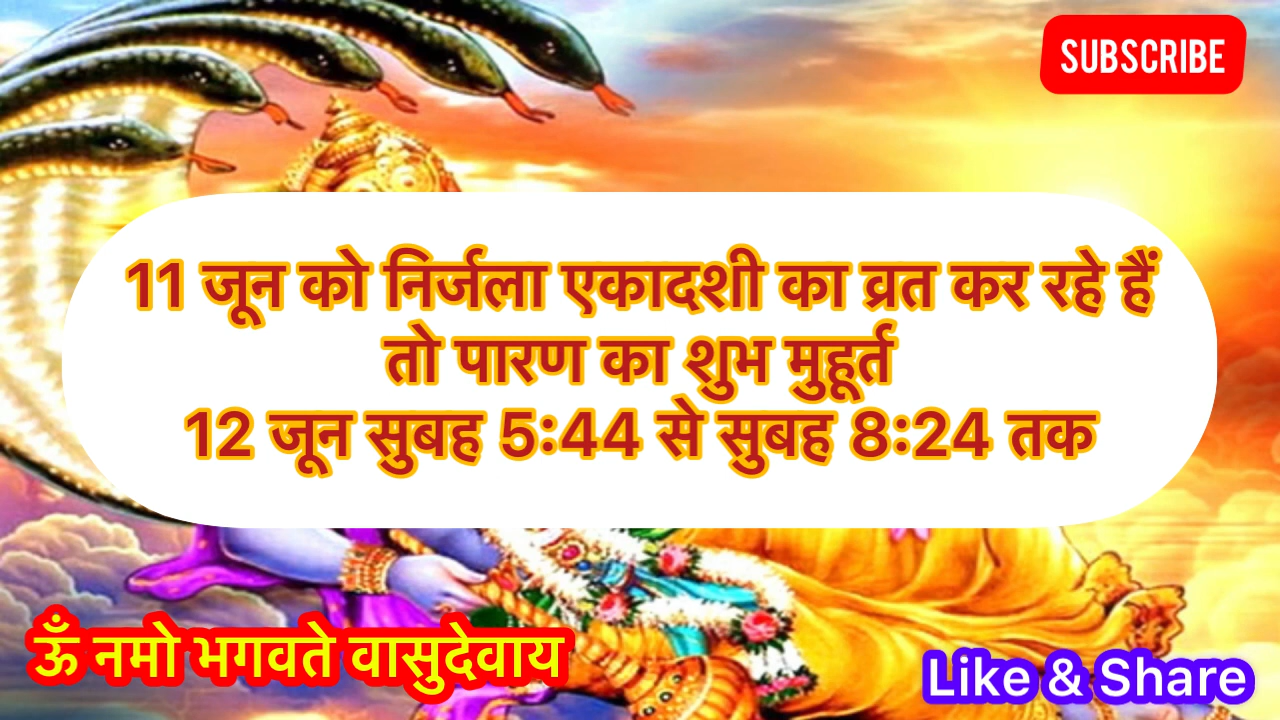 SUBSCRIBE
11 जून को निर्जला एकादशी का व्रत कर रहे हैं
तो पारण का शुभ मुहूर्त
12 जून सुबह 5:44 से सुबह 8:24 तक
ॐ नमो भगवते वासुदेवाय
Like & Share